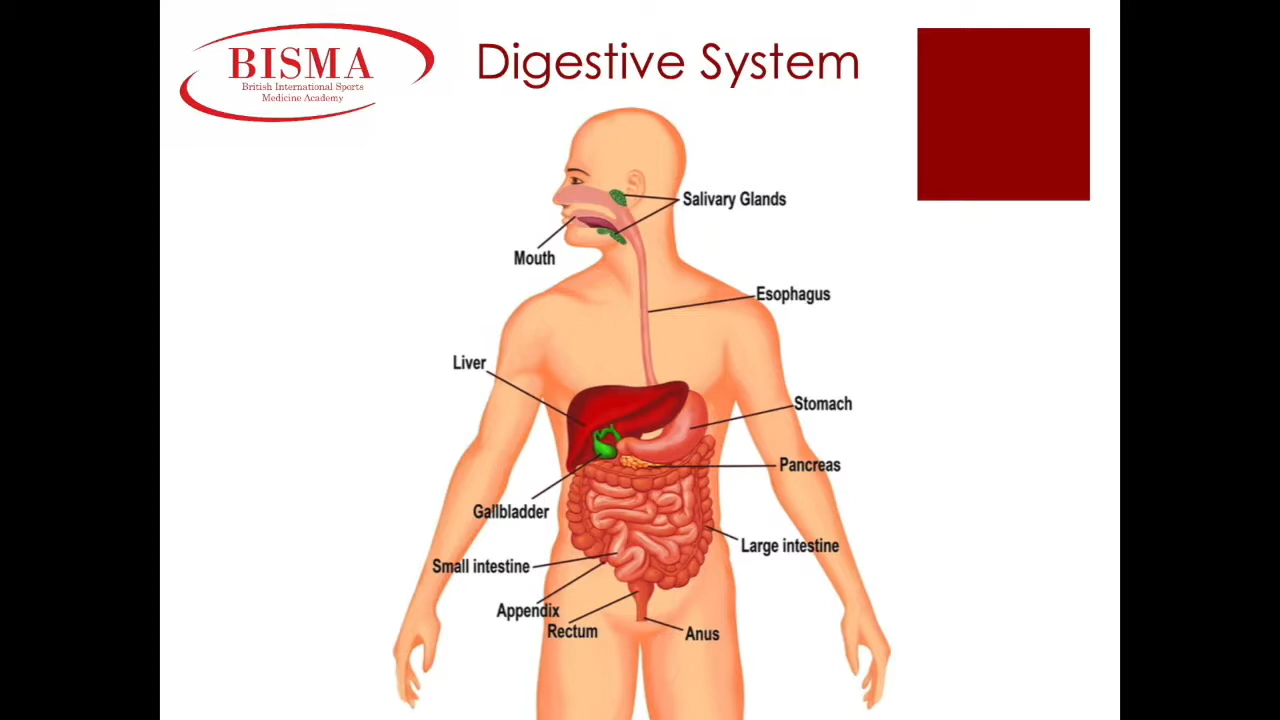 BISMA
British International Sports
Medicine Academy
Digestive System
Salivary Glands
Mouth
Esophagus
Liver
Stomach
Pancreas
Gallbladder
Large intestine
Small intestine
Appendix
Rectum
Anus